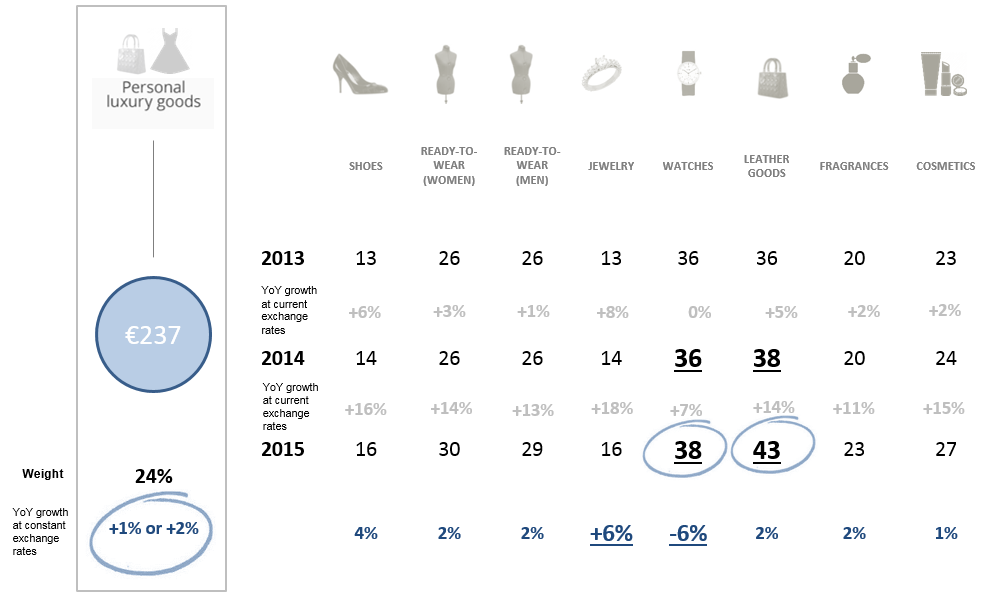 Personal
luxury goods
€237
Weight
24%
YoY growth
at constant
exchange
rates
+1% or +2%
SHOES
READY-TO-
WEAR
(WOMEN)
READY-TO-
WEAR
(MEN)
JEWELRY
WATCHES
LEATHER
GOODS
FRAGRANCES
COSMETICS
2013 13 26 26 13 36 36 20 23
YoY growth
at current
exchange
rates
+6% +3% +1% +8% 0% +5% +2% +2%
2014 14 26 26 14 36 38 20 24
YoY growth
at current
exchange
rates
+16% +14% +13% +18% +7% +14% +11% +15%
2015 16 30 29 16 38 43 23 27
4% 2% 2% +6% -6% 2% 2% 1%